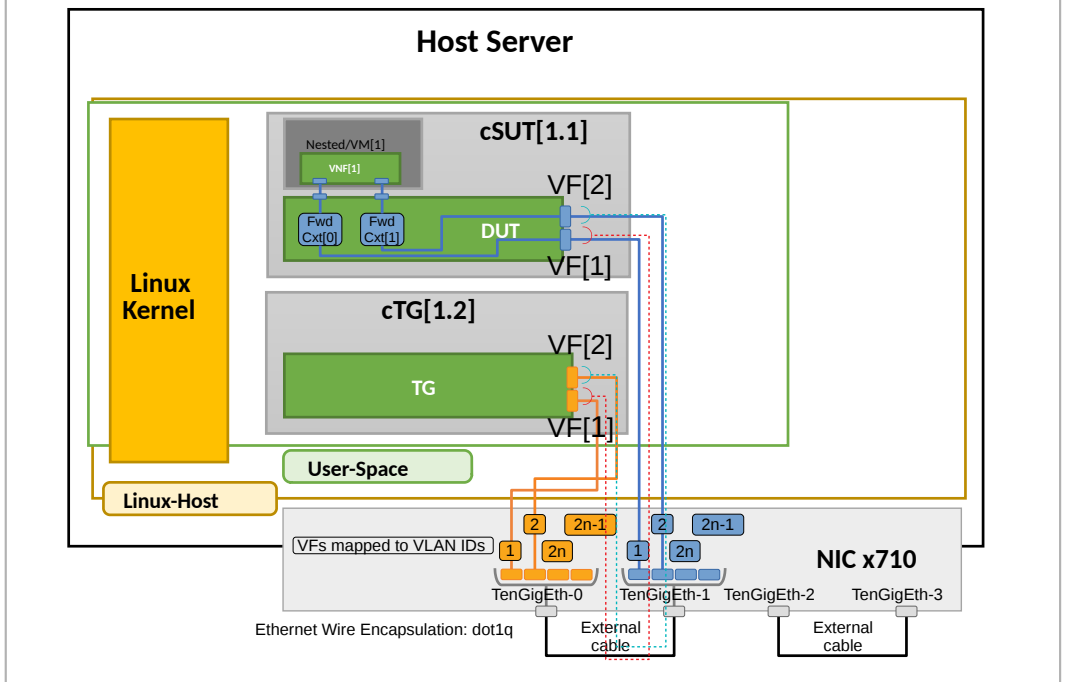 Host Server
cSUT[1.1]
Nested/VM[1]
VNF[1]
VF[2]
Fwd
Cxt[0]
Fwd
Cxt[1]
DUT
VF[1]
Linux
Kernel
cTG[1.2]
VF[2]
TG
VF[1]
User-Space
Linux-Host
2
2n-1
2
2n-1
VFs mapped to VLAN IDs
1
2n
1
2n
NIC x710
TenGigEth-0
TenGigEth-1
TenGigEth-2
TenGigEth-3
Ethernet Wire Encapsulation: dot1q
External
cable
External
cable